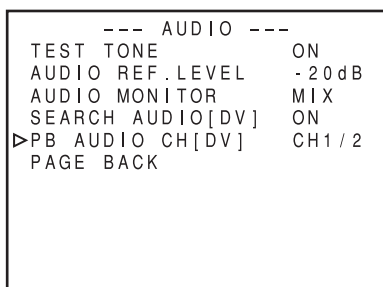 --- AUDIO ---
TEST TONE ON
AUDIO REF.LEVEL -20dB
AUDIO MONITOR MIX
SEARCH AUDIO[DV] ON
▷PB AUDIO CH[DV] CH1/2
PAGE BACK